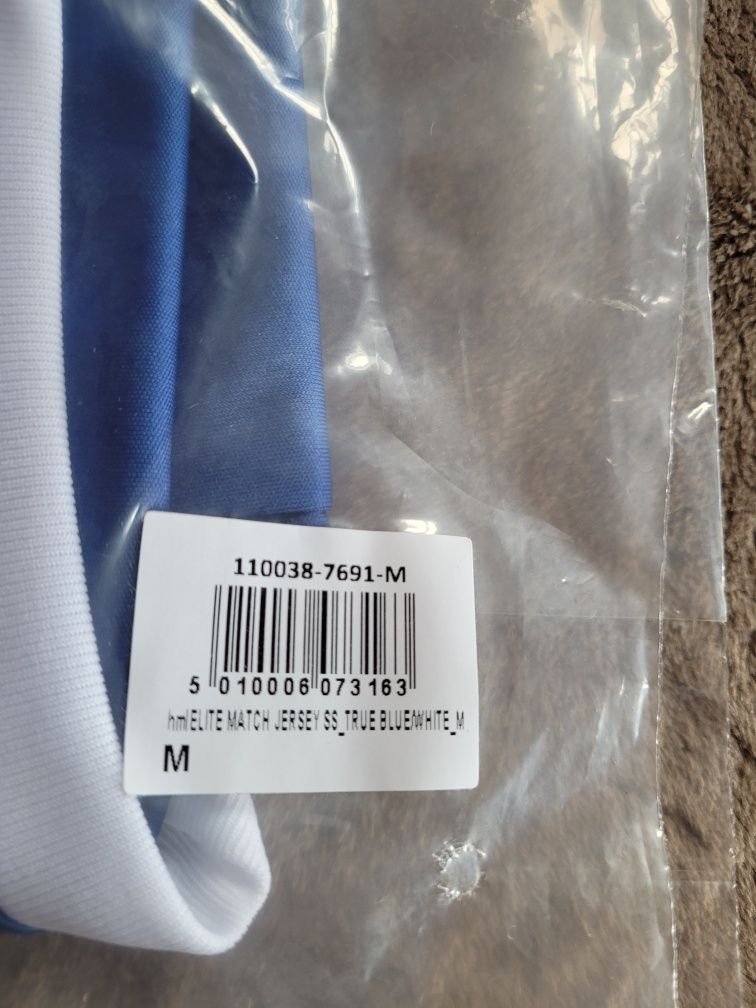 110038-7691-M
5 010006 073163
hmlELITE MATCH JERSEY SS_TRUE BLUE/WHITE_M
M